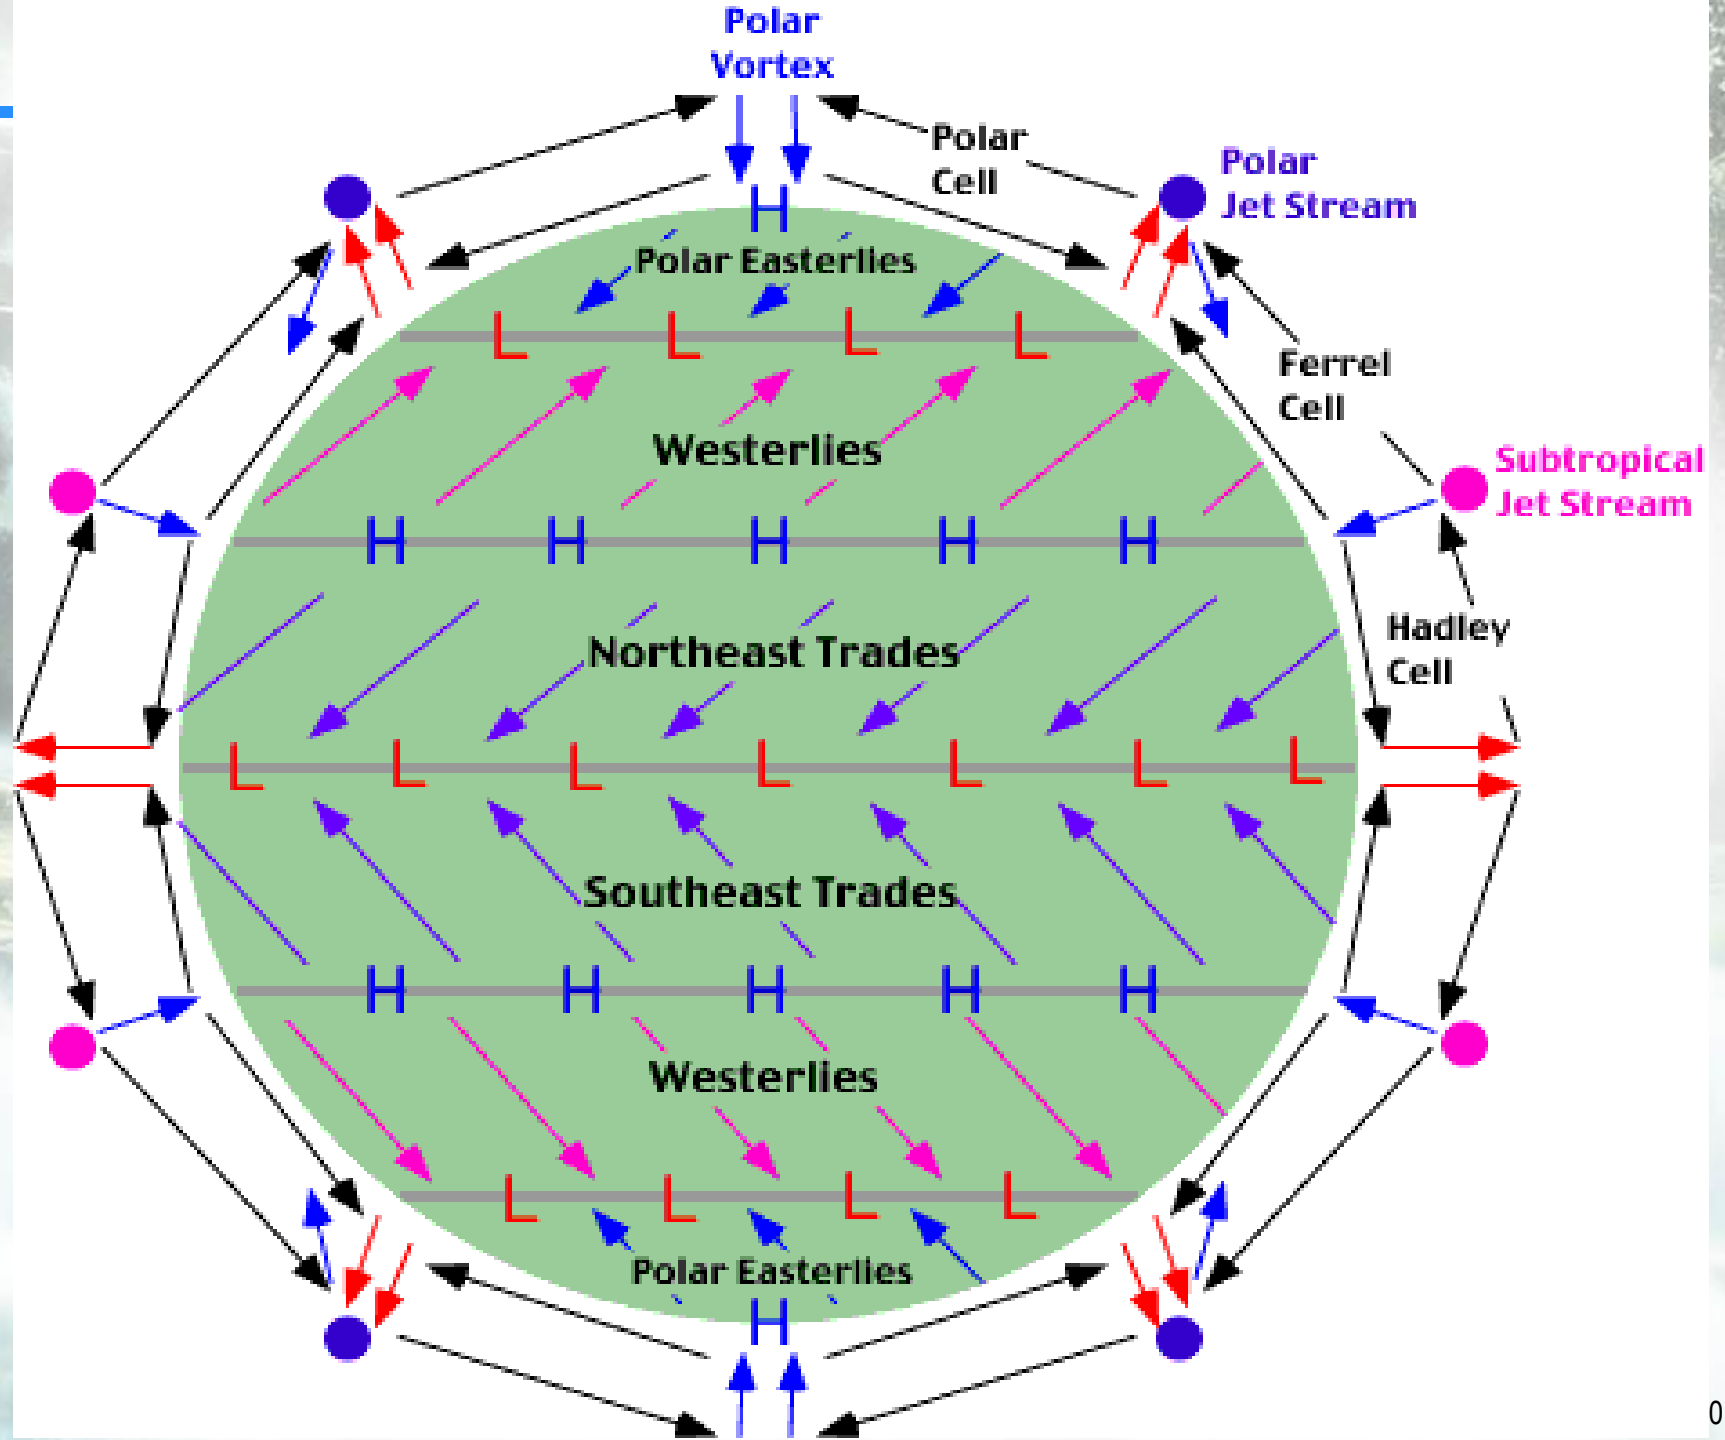 Polar
Vortex
Polar
Cell
Polar
Jet Stream
H
Polar Easterlies
L L L L
Ferrel
Cell
Westerlies
Subtropical
Jet Stream
H H H H H
Hadley
Cell
Northeast Trades
L L L L L L L
Southeast Trades
H H H H H
Westerlies
L L L L
Polar Easterlies
H
0